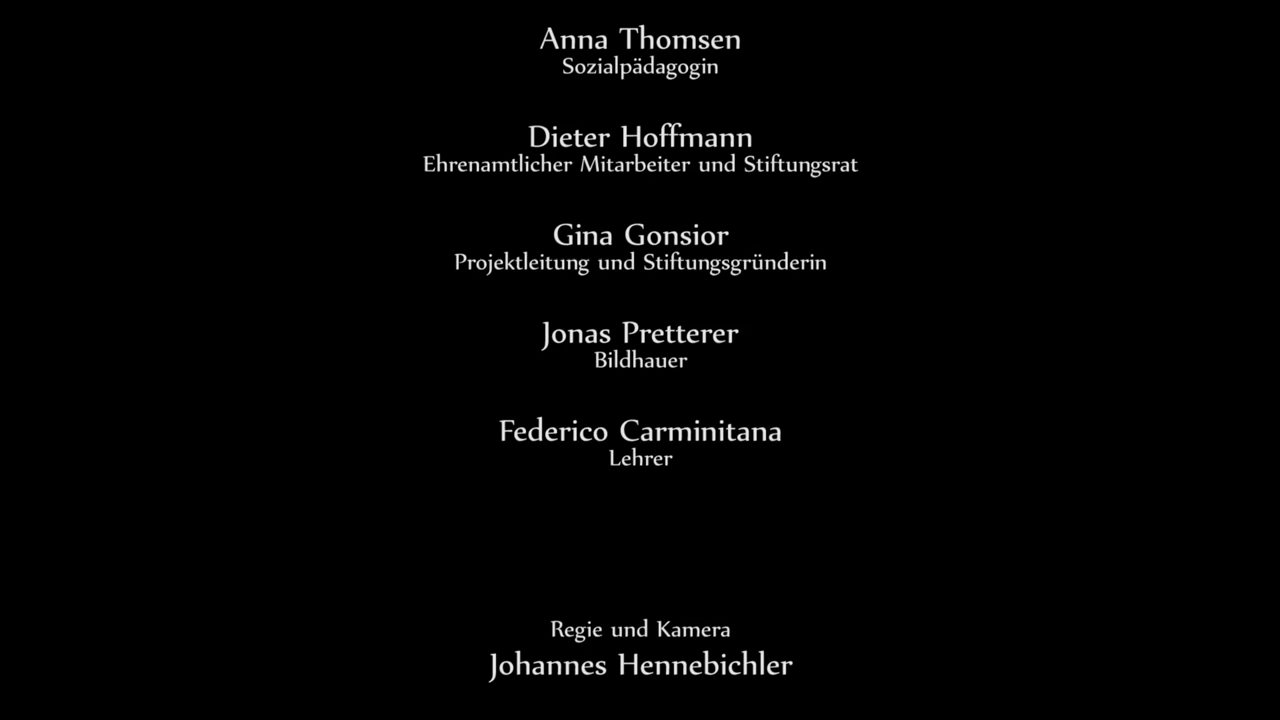 Anna Thomsen
Sozialpädagogin
Dieter Hoffmann
Ehrenamtlicher Mitarbeiter und Stiftungsrat
Gina Gonsior
Projektleitung und Stiftungsgründerin
Jonas Pretterer
Bildhauer
Federico Carminitana
Lehrer
Regie und Kamera
Johannes Hennebichler